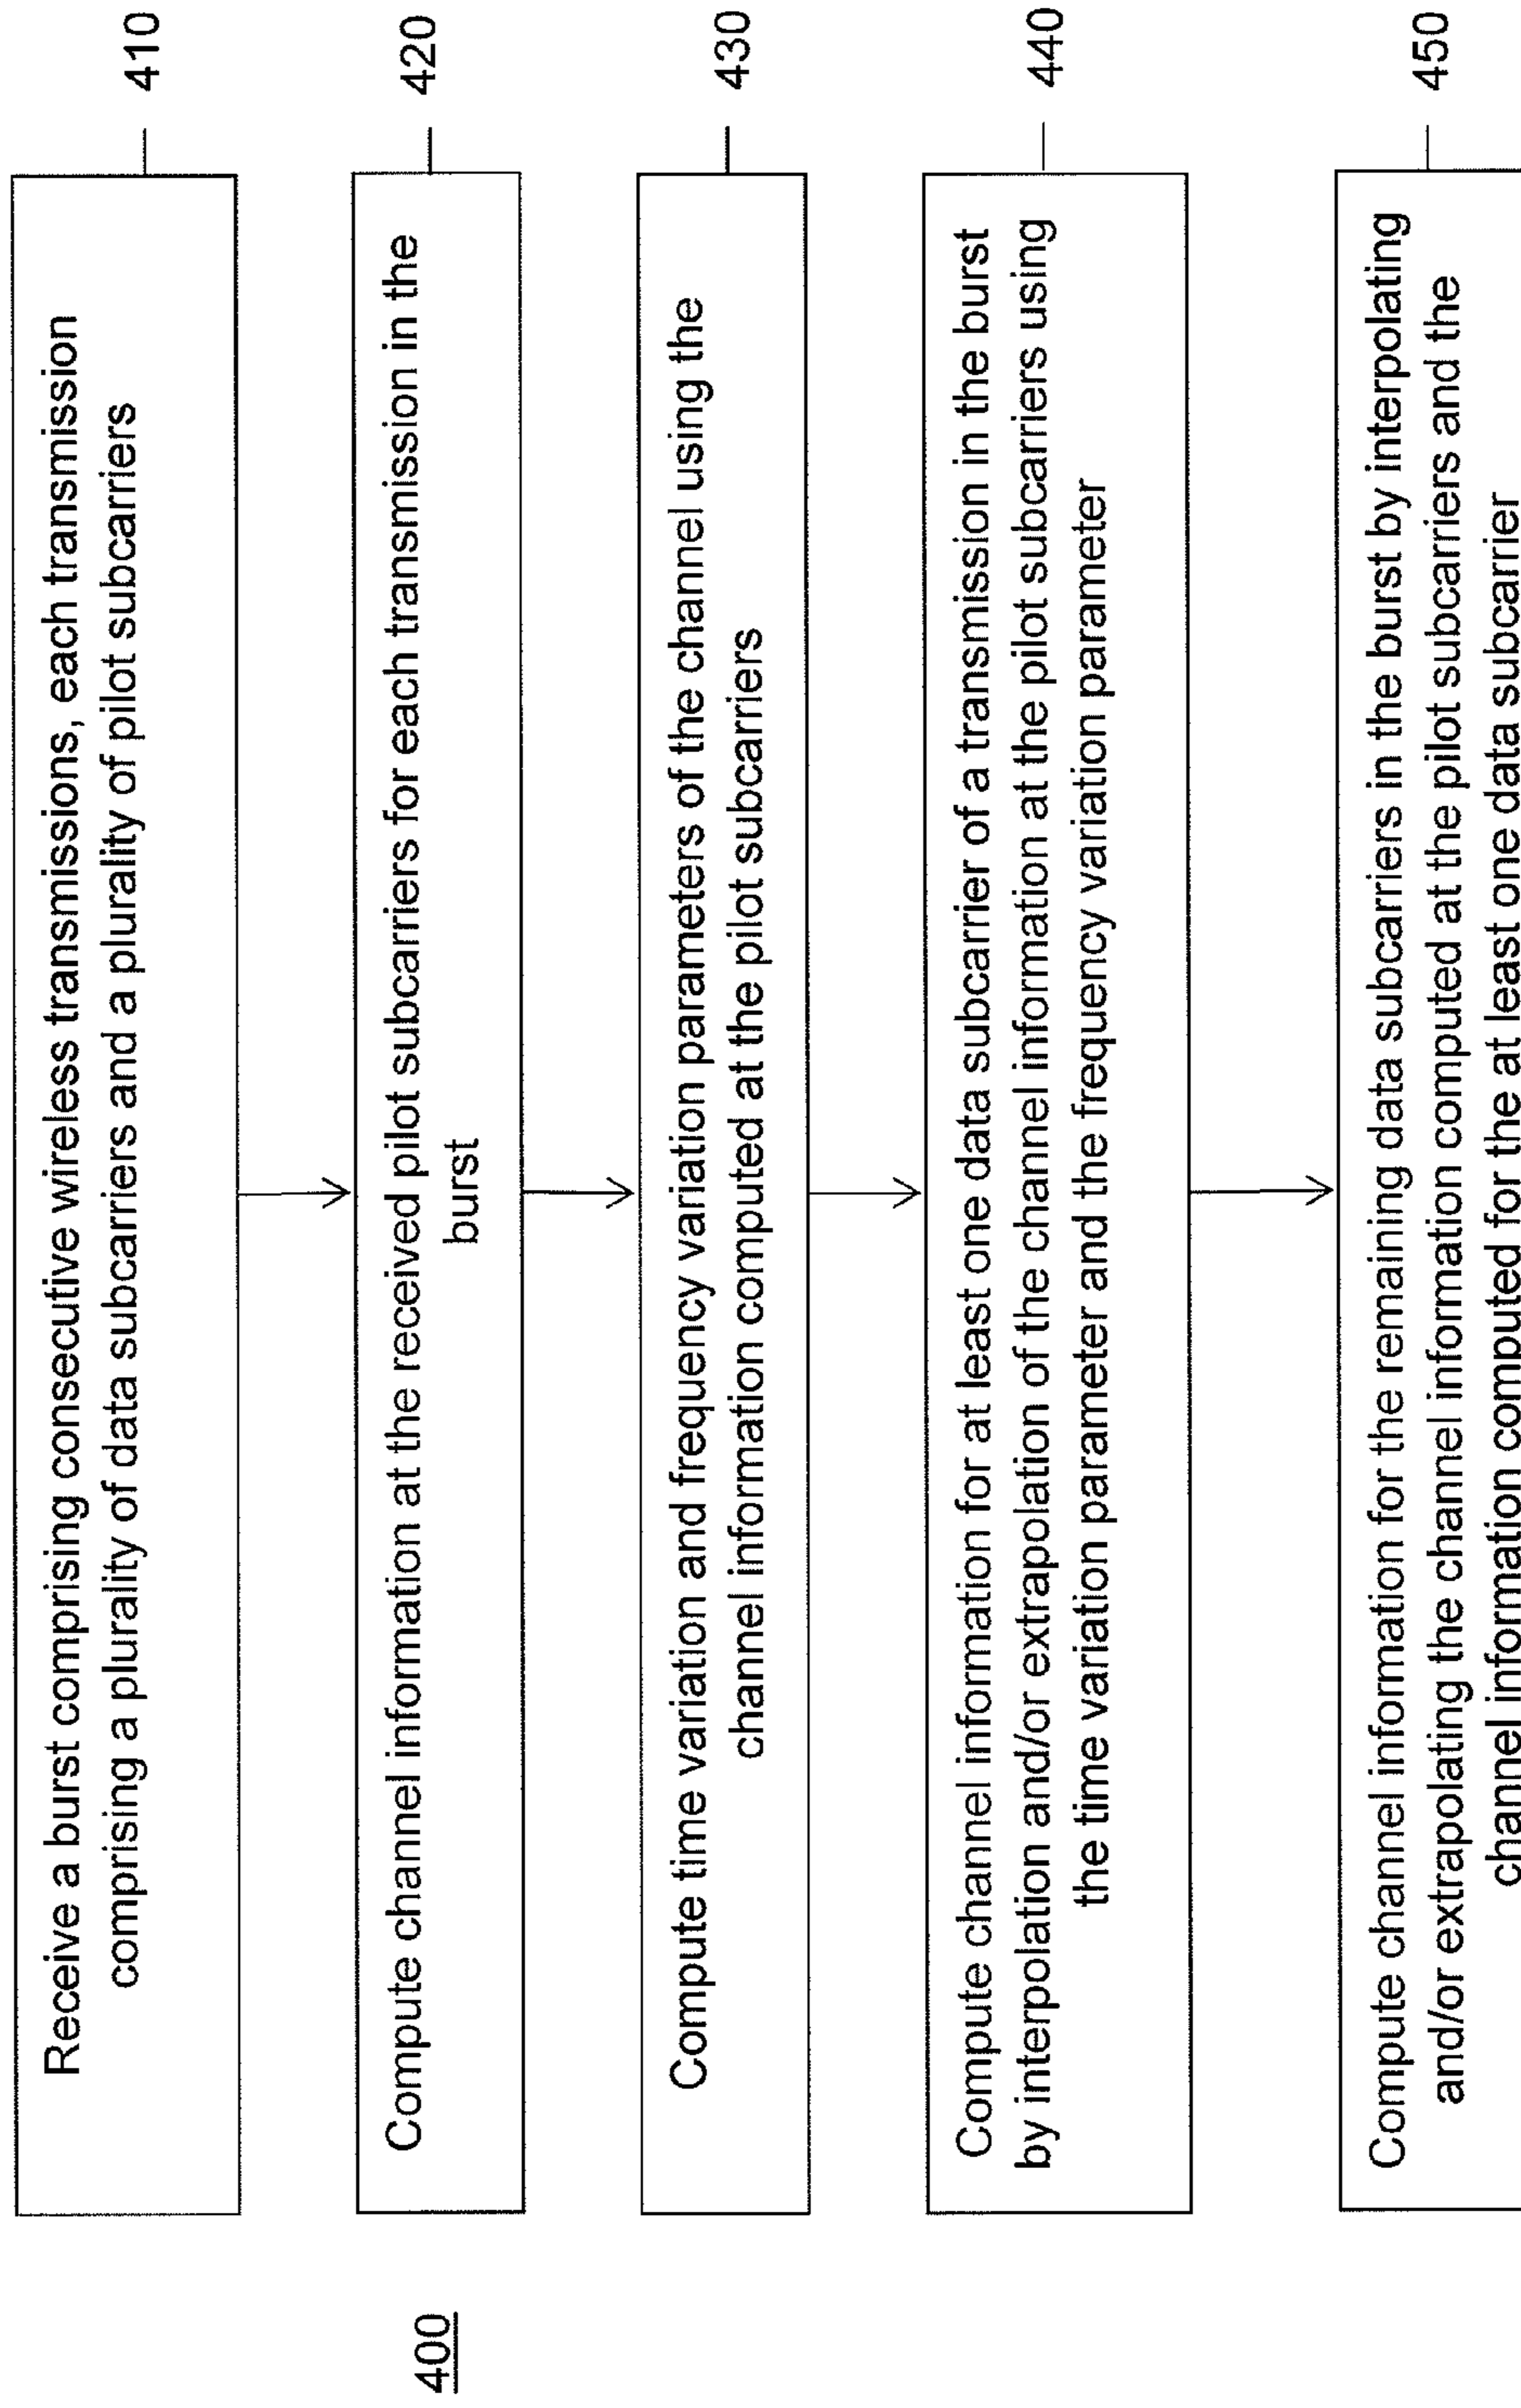 400
Receive a burst comprising consecutive wireless transmissions, each transmission
comprising a plurality of data subcarriers and a plurality of pilot subcarriers
410
Compute channel information at the received pilot subcarriers for each transmission in the
burst
420
Compute time variation and frequency variation parameters of the channel using the
channel information computed at the pilot subcarriers
430
Compute channel information for at least one data subcarrier of a transmission in the burst
by interpolation and/or extrapolation of the channel information at the pilot subcarriers using
the time variation parameter and the frequency variation parameter
440
Compute channel information for the remaining data subcarriers in the burst by interpolating
and/or extrapolating the channel information computed at the pilot subcarriers and the
channel information computed for the at least one data subcarrier
450